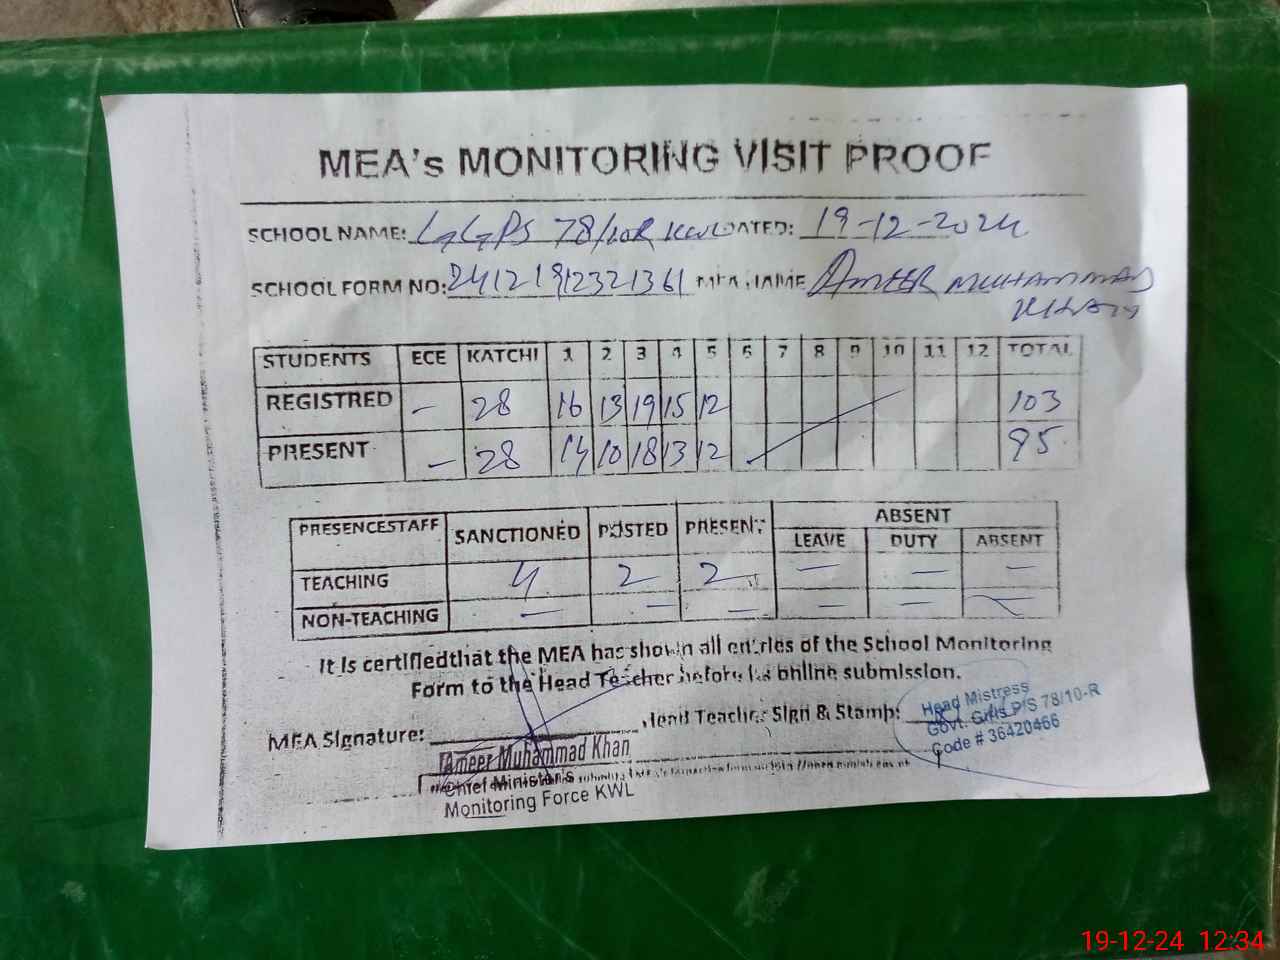 MEA's MONITORING VISIT PROOF
SCHOOL NAME: GGPS 78/10R KWL DATED: 19-12-2024
SCHOOL FORM NO: 24121912321361 MEA NAME AMEER MUHAMMAD
KHAN
STUDENTS ECE KATCHI 1 2 3 4 5 6 7 8 9 10 11 12 TOTAL
REGISTRED - 28 16 13 19 15 12 103
PRESENT - 28 14 10 18 13 12 95
PRESENCESTAFF SANCTIONED POSTED PRESENT ABSENT
LEAVE DUTY ABSENT
TEACHING 4 2 2 - - -
NON-TEACHING - - - - - -
It is certifiedthat the MEA has shown all entries of the School Monitoring
Form to the Head Teacher before its online submission.
MEA Signature: Head Teacher Sign & Stamp:
Head Mistress
Govt. Girls P/S 78/10-R
Code # 36420466
Ameer Muhammad Khan
Chief Minister's
Monitoring Force KWL
19-12-24 12:34